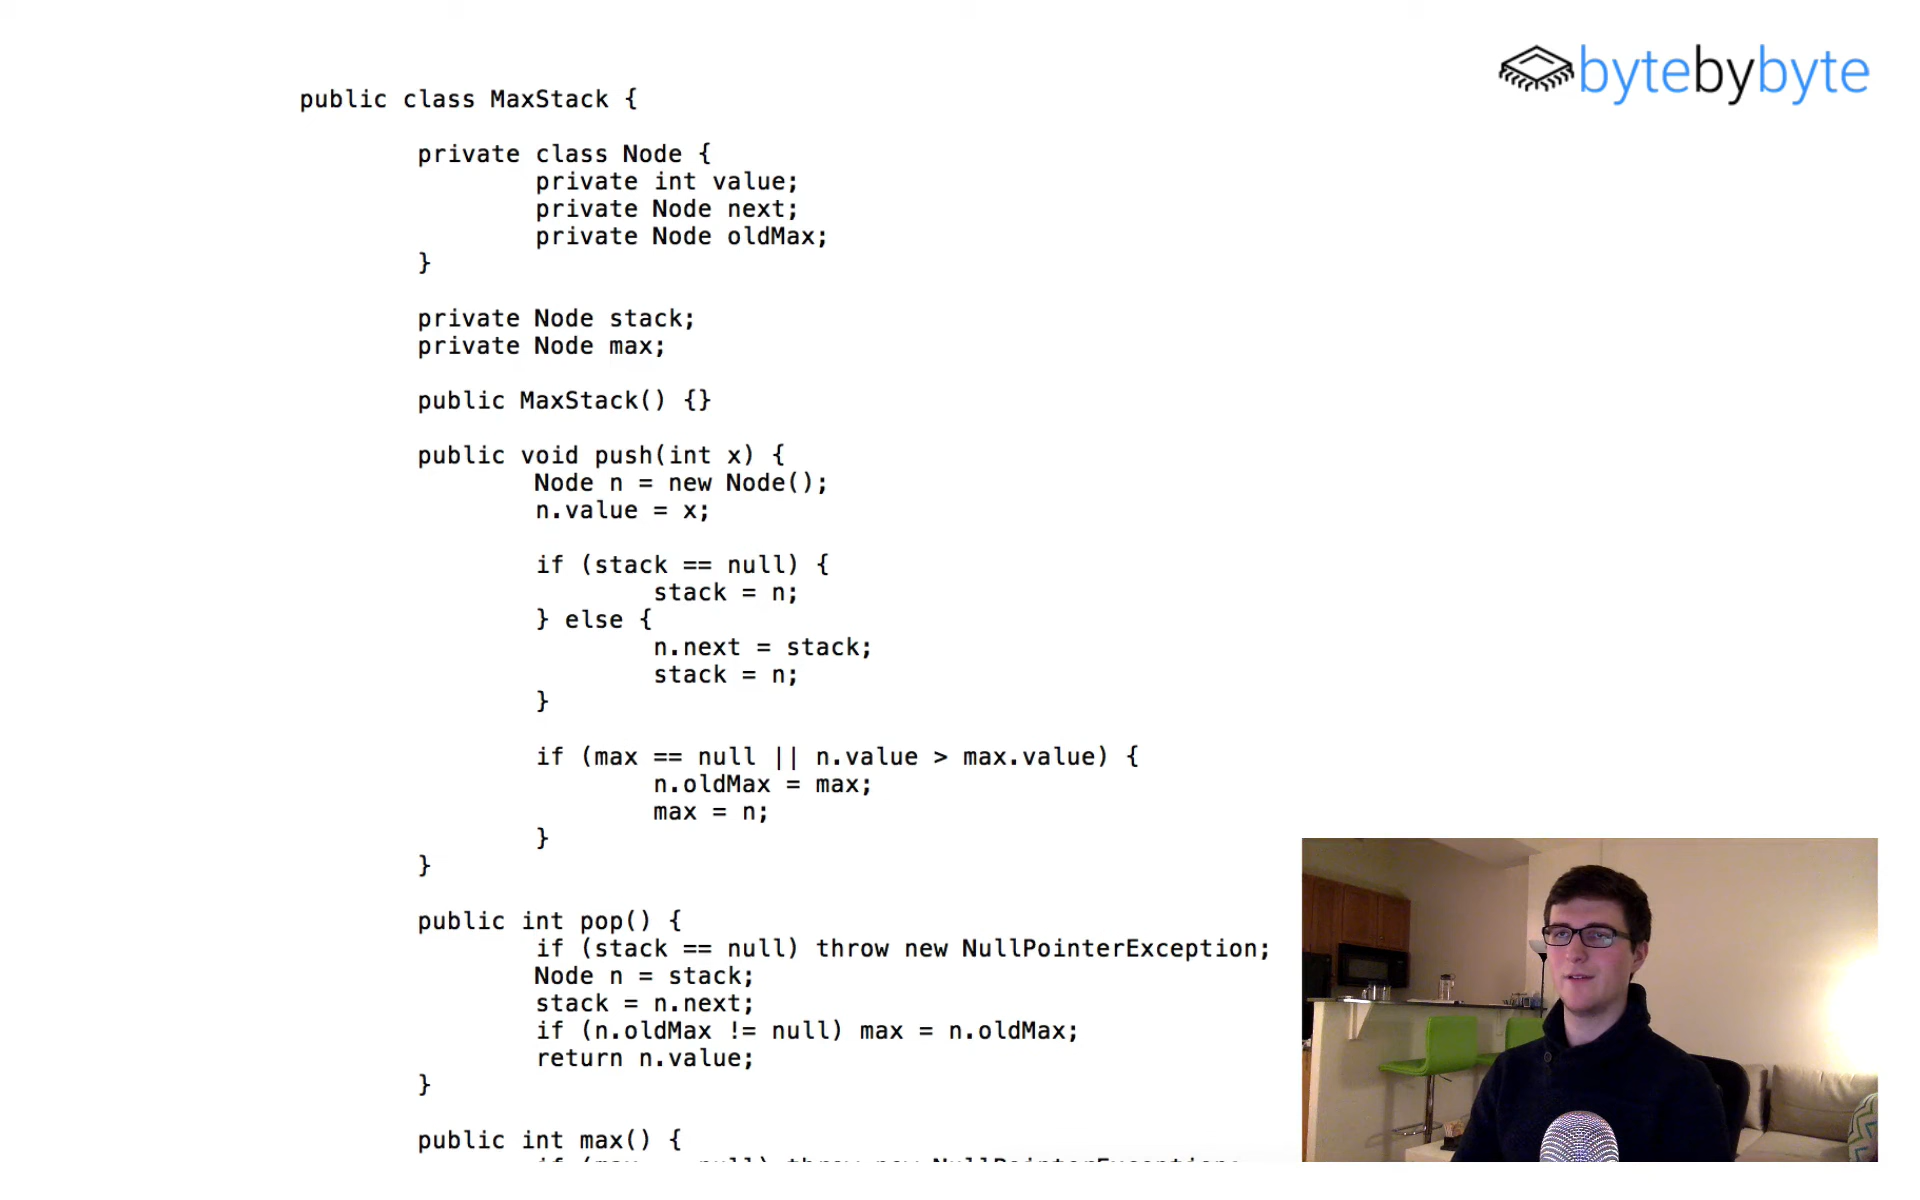 bytebybyte
public class MaxStack {
private class Node {
private int value;
private Node next;
private Node oldMax;
}
private Node stack;
private Node max;
public MaxStack() {}
public void push(int x) {
Node n = new Node();
n.value = x;
if (stack == null) {
stack = n;
} else {
n.next = stack;
stack = n;
}
if (max == null || n.value > max.value) {
n.oldMax = max;
max = n;
}
}
public int pop() {
if (stack == null) throw new NullPointerException;
Node n = stack;
stack = n.next;
if (n.oldMax != null) max = n.oldMax;
return n.value;
}
public int max() {